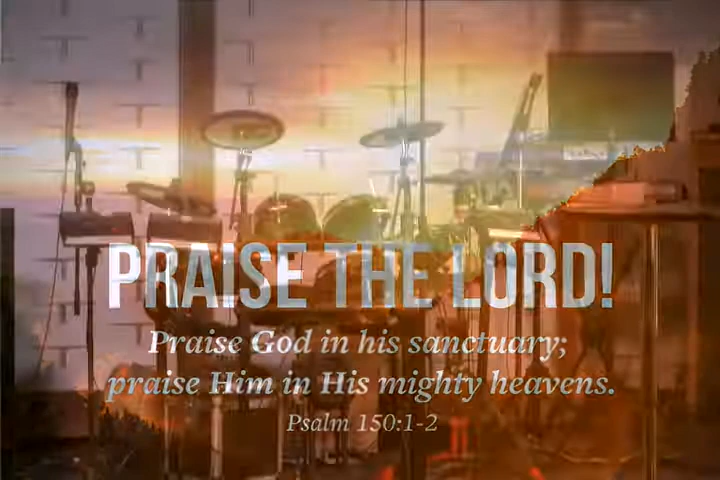 PRAISE THE LORD!
Praise God in his sanctuary;
praise Him in His mighty heavens.
Psalm 150:1-2